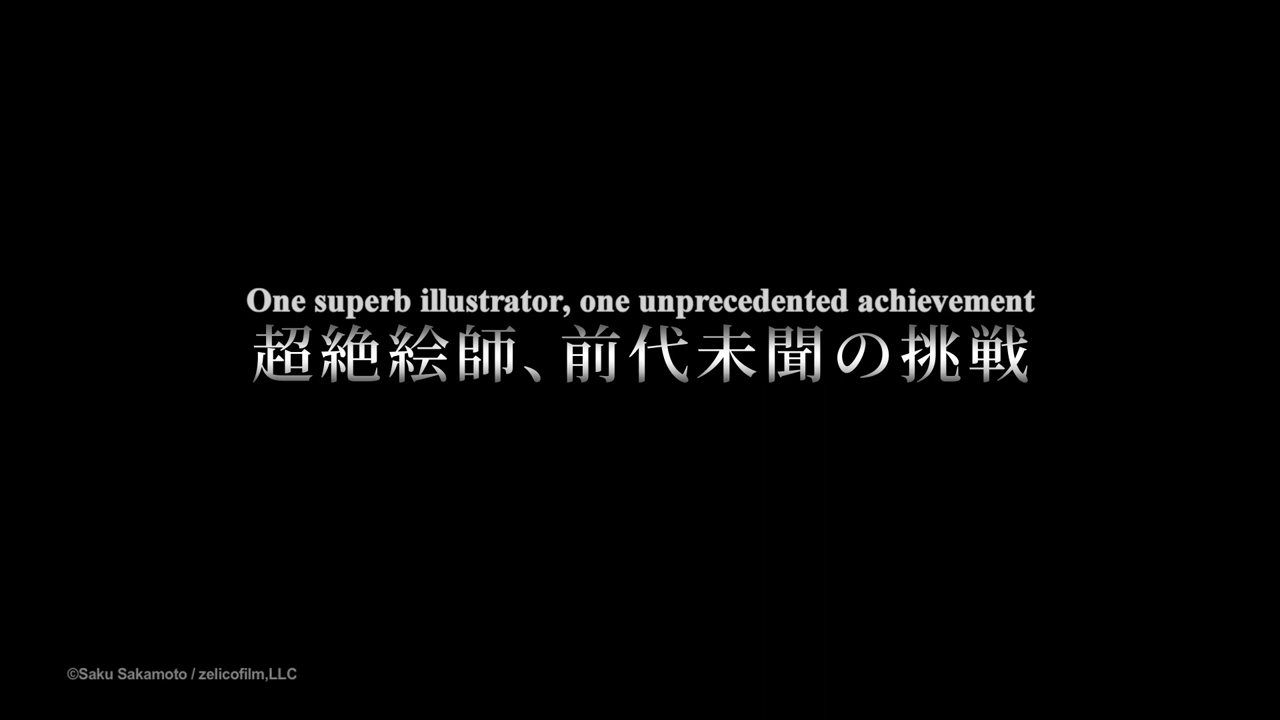 One superb illustrator, one unprecedented achievement
超絶絵師、前代未聞の挑戦
©Saku Sakamoto / zelicofilm,LLC